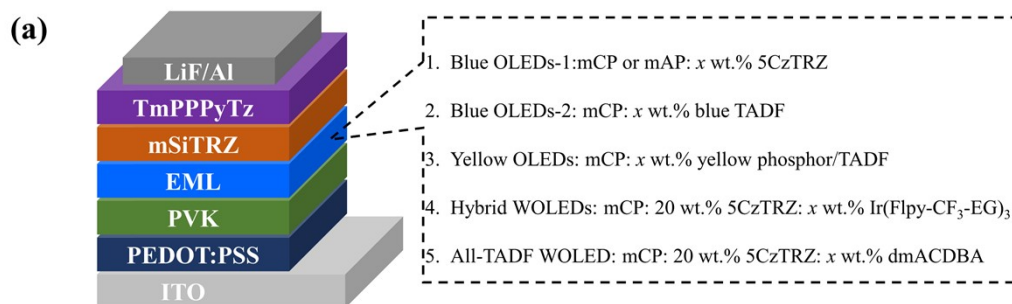 (a)
LiF/Al
TmPPPyTz
mSiTRZ
EML
PVK
PEDOT:PSS
ITO
1. Blue OLEDs-1:mCP or mAP: x wt.% 5CzTRZ
2. Blue OLEDs-2: mCP: x wt.% blue TADF
3. Yellow OLEDs: mCP: x wt.% yellow phosphor/TADF
4. Hybrid WOLEDs: mCP: 20 wt.% 5CzTRZ: x wt.% Ir(Flpy-CF₃-EG)₃
5. All-TADF WOLED: mCP: 20 wt.% 5CzTRZ: x wt.% dmACDBA